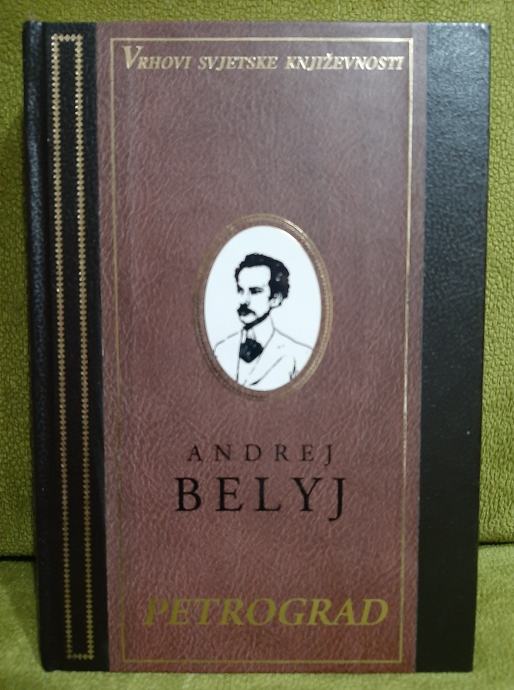 VRHOVI SVJETSKE KNJIŽEVNOSTI
ANDREJ
BELYJ
PETROGRAD